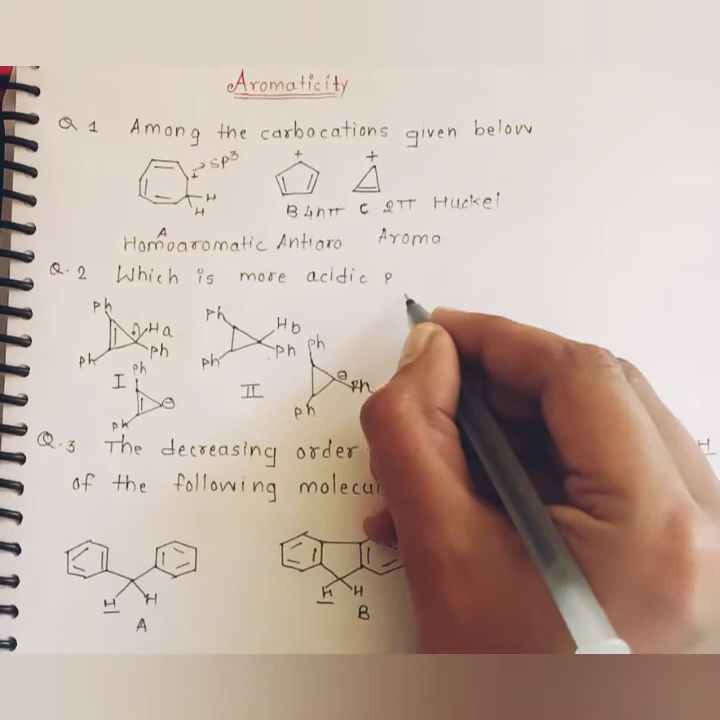 Aromaticity
Q 1 Among the carbocations given below
+ sp3 + +
H
H
A B 4nπ C 2π Huckel
Homoaromatic Antiaro Aroma
Q.2 Which is more acidic P
Ph Ha Ph Ph
I
Ph Hb Ph Ph
II
Ph Ph ⊖
Ph ⊖ Ph Ph
Q.3 The decreasing order H
of the following molecul
H H
A
H H
B